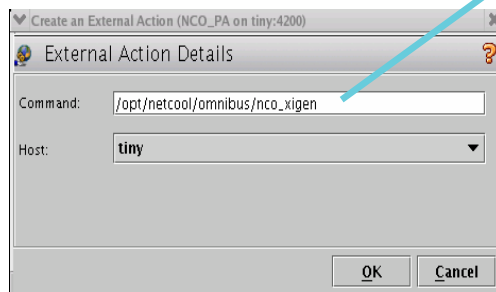 Create an External Action (NCO_PA on tiny:4200)
External Action Details
Command: /opt/netcool/omnibus/nco_xigen
Host: tiny
OK Cancel